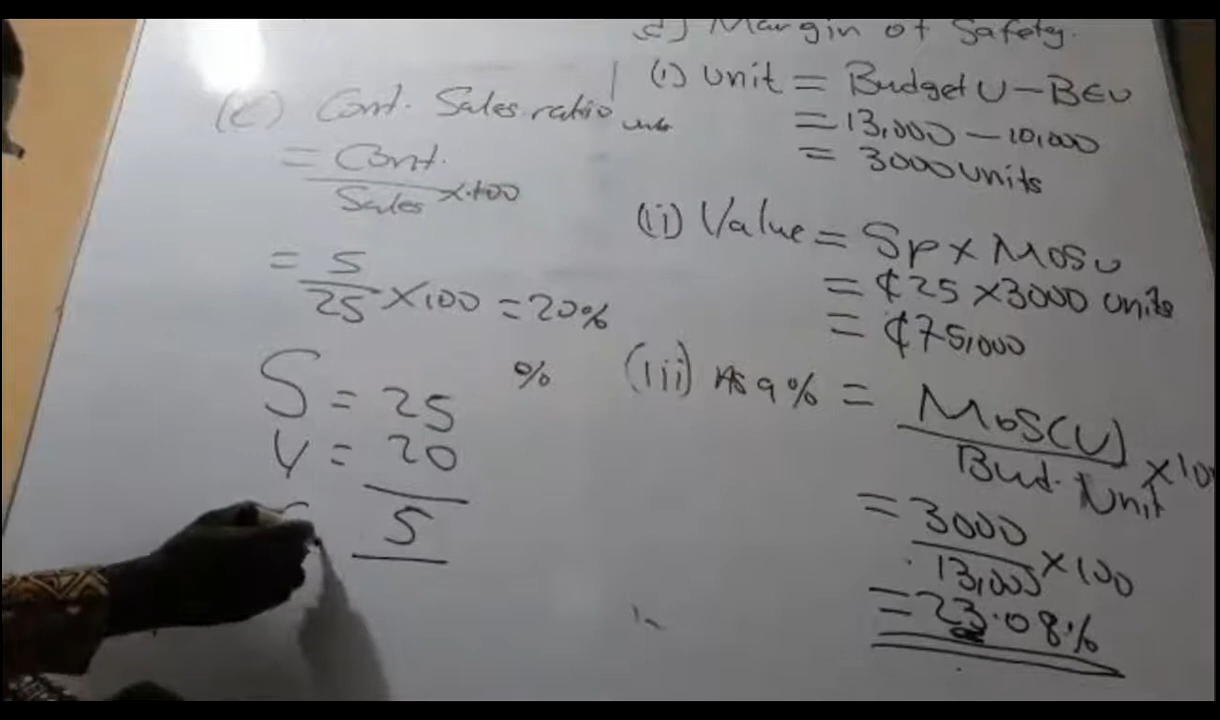 (c) Cont. Sales ratio
= Cont.
Sales × 100
= 5
25 × 100 = 20%
%
S = 25
V = 20
5
d) Margin of Safety.
(i) Unit = Budget U - BEU
= 13,000 - 10,000
= 3000 units
(ii) Value = Sp × MOSU
= ¢25 × 3000 units
= ¢75,000
(iii) As a % = MOS(U)
Bud. Unit × 100
= 3000
13,000 × 100
= 23.08%